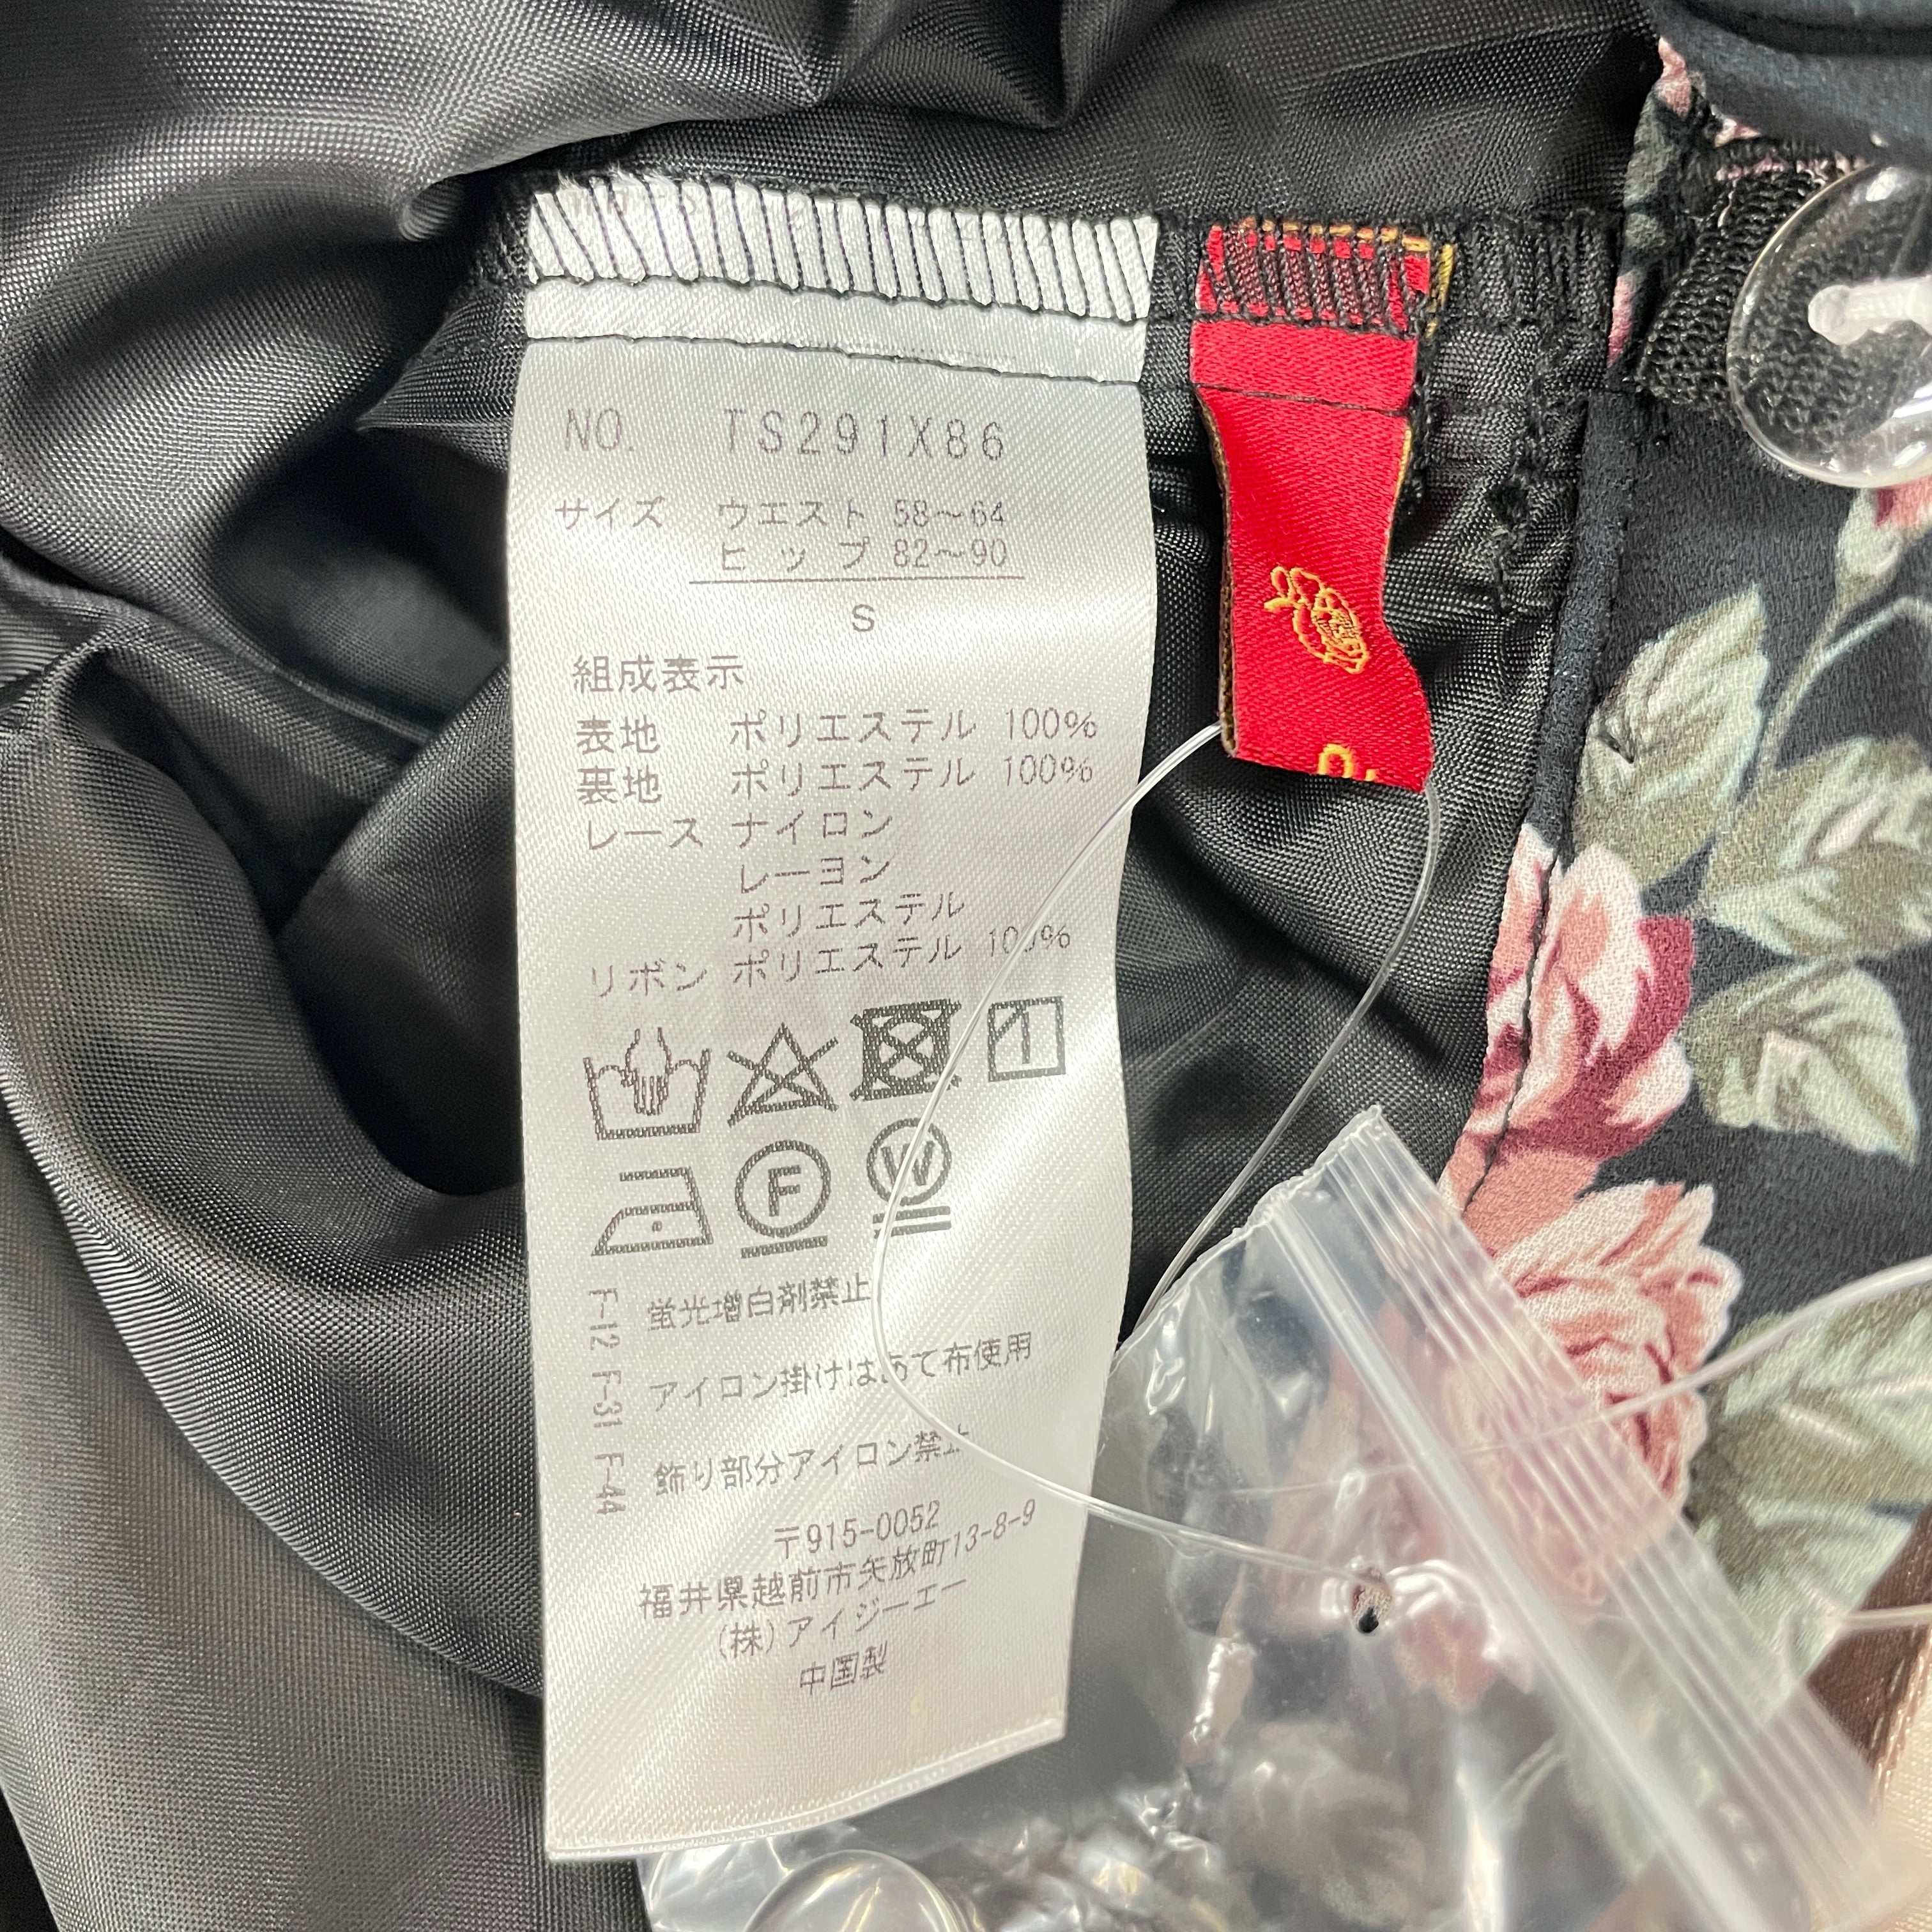 NO. TS291X86
サイズ ウエスト 58～64
ヒップ 82～90
S
組成表示
表地 ポリエステル 100%
裏地 ポリエステル 100%
レース ナイロン
レーヨン
ポリエステル
リボン ポリエステル 100%
1
F
W
F-12 F-31 F-44
蛍光増白剤禁止
アイロン掛けはあて布使用
飾り部分アイロン禁止
〒915-0052
福井県越前市矢放町13-8-9
(株)アイジーエー
中国製